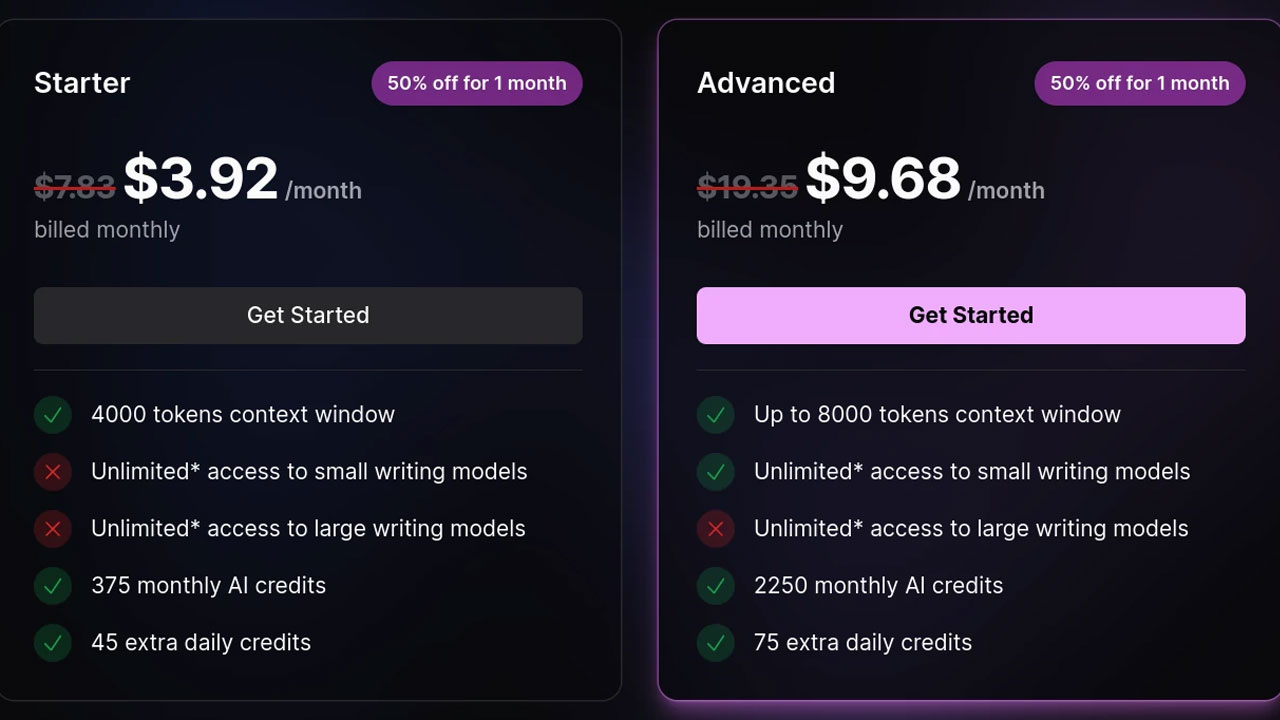 Starter
50% off for 1 month
$7.83 $3.92 /month
billed monthly
Get Started
4000 tokens context window
Unlimited* access to small writing models
Unlimited* access to large writing models
375 monthly AI credits
45 extra daily credits
Advanced
50% off for 1 month
$19.35 $9.68 /month
billed monthly
Get Started
Up to 8000 tokens context window
Unlimited* access to small writing models
Unlimited* access to large writing models
2250 monthly AI credits
75 extra daily credits